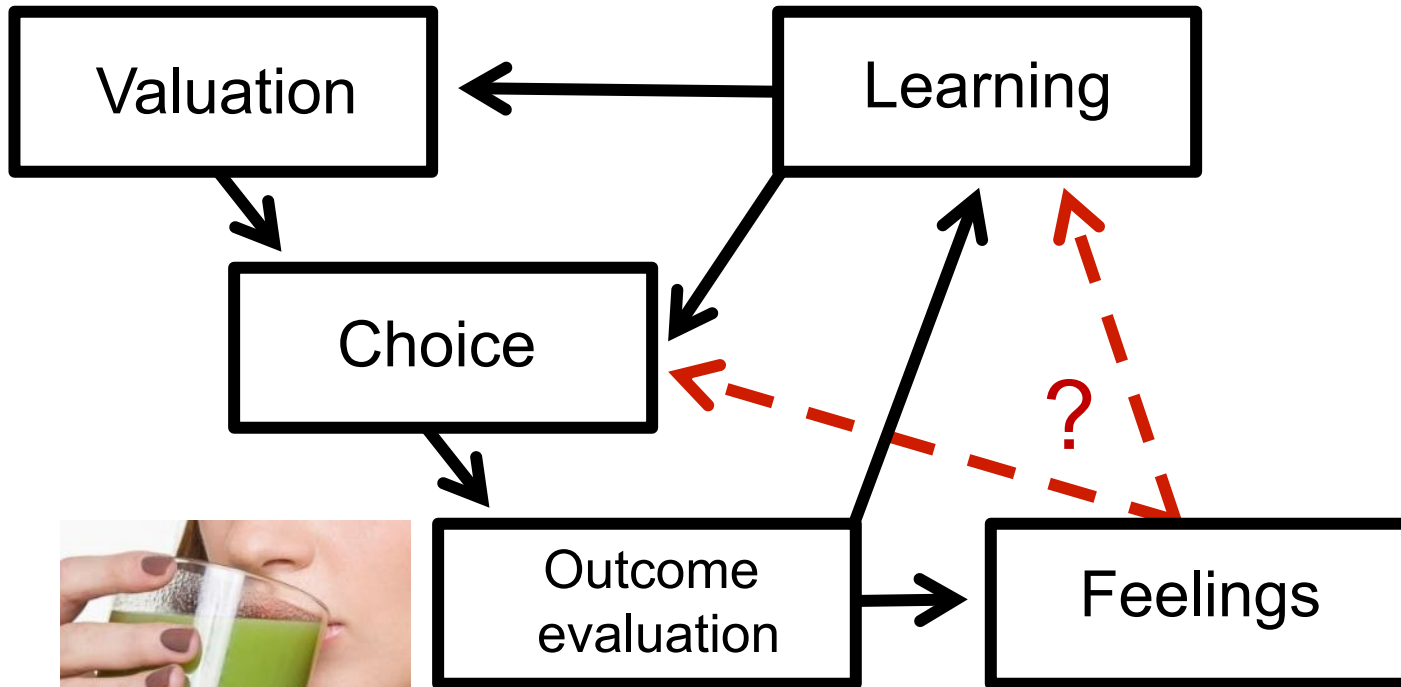 Valuation
Learning
Choice
?
Outcome
evaluation
Feelings